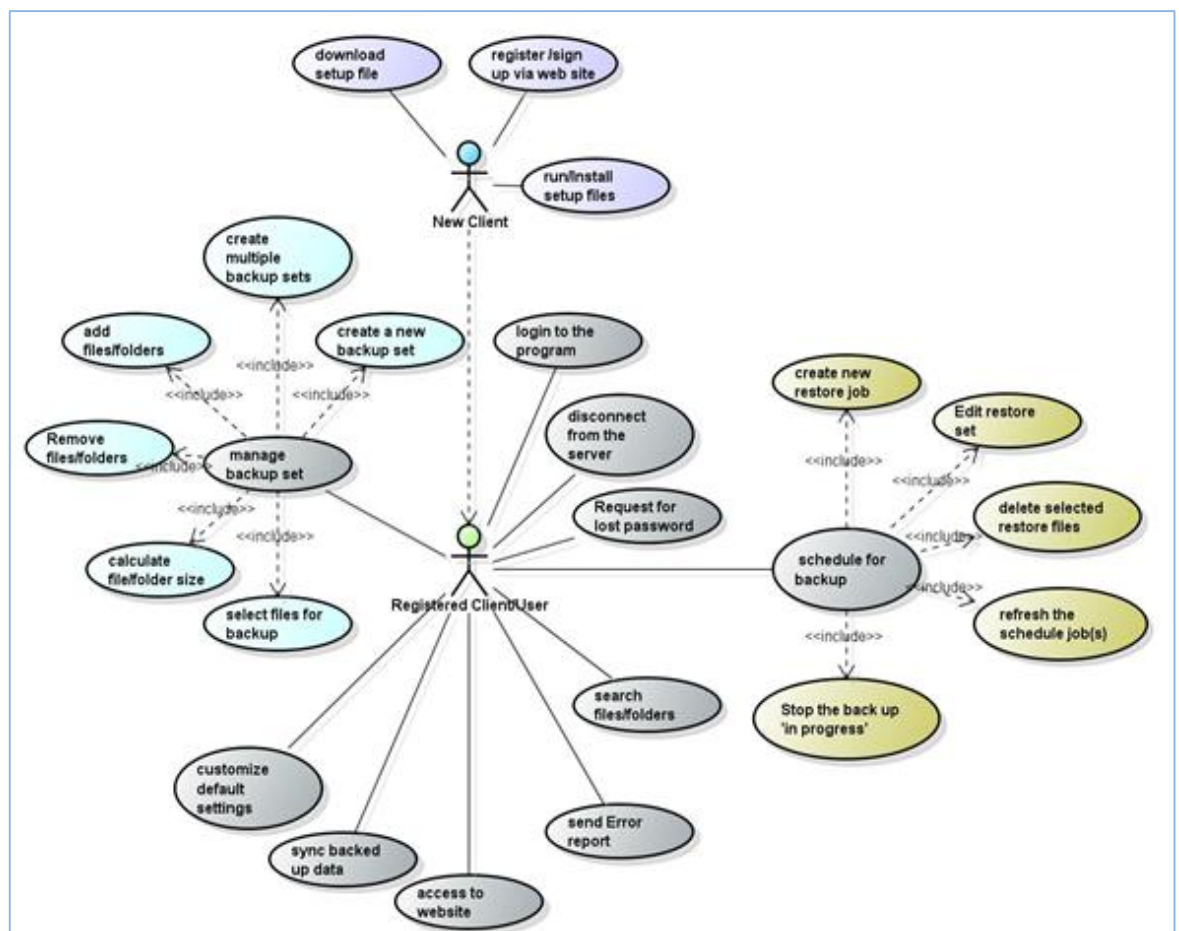 download
setup file
register /sign
up via web site
run/Install
setup files
New Client
create
multiple
backup sets
add
files/folders
create a new
backup set
<<include>>
<<include>>
<<include>>
Remove
files/folders
<<include>>
manage
backup set
<<include>>
<<include>>
calculate
file/folder size
select files for
backup
login to the
program
disconnect
from the
server
Request for
lost password
Registered Client/User
create new
restore job
Edit restore
set
<<include>>
<<include>>
delete selected
restore files
<<include>>
schedule for
backup
<<include>>
refresh the
schedule job(s)
<<include>>
Stop the back up
'in progress'
search
files/folders
customize
default
settings
send Error
report
sync backed
up data
access to
website